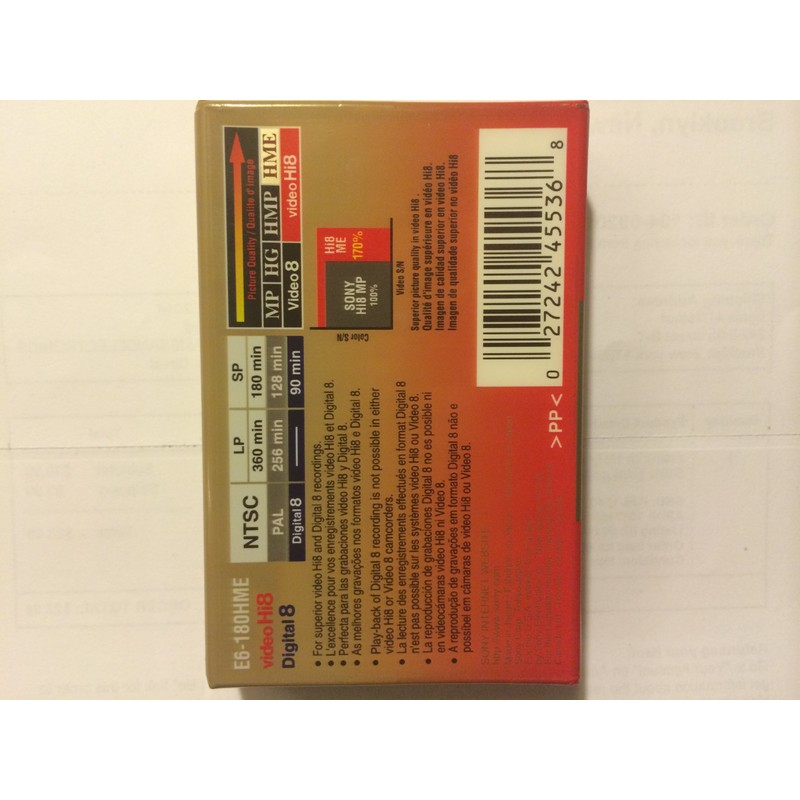 E6-180HME
video Hi8
Digital 8
NTSC LP SP
360 min 180 min
PAL 256 min 128 min
Digital 8 —— 90 min
Picture Quality / Qualité d'image
MP HG HMP HME
Video 8 video Hi8
Hi8
ME
170%
SONY
Hi8 MP
100%
Color S/N
Video S/N
Superior picture quality in video Hi8.
Qualité d'image supérieure en vidéo Hi8.
Imagen de calidad superior en video Hi8.
Imagem de qualidade superior no vídeo Hi8
• For superior video Hi8 and Digital 8 recordings.
• L'excellence pour vos enregistrements vidéo Hi8 et Digital 8.
• Perfecta para las grabaciones video Hi8 y Digital 8.
• As melhores gravações nos formatos vídeo Hi8 e Digital 8.
• Play-back of Digital 8 recording is not possible in either
video Hi8 or Video 8 camcorders.
• La lecture des enregistrements effectués en format Digital 8
n'est pas possible sur les systèmes vidéo Hi8 ou Vidéo 8.
• La reproducción de grabaciones Digital 8 no es posible ni
en videocámaras video Hi8 ni Video 8.
• A reprodução de gravações em formato Digital 8 não e
possibel em câmaras de video Hi8 ou Video 8.
>PP<
0 27242 45536 8
Brooklyn,